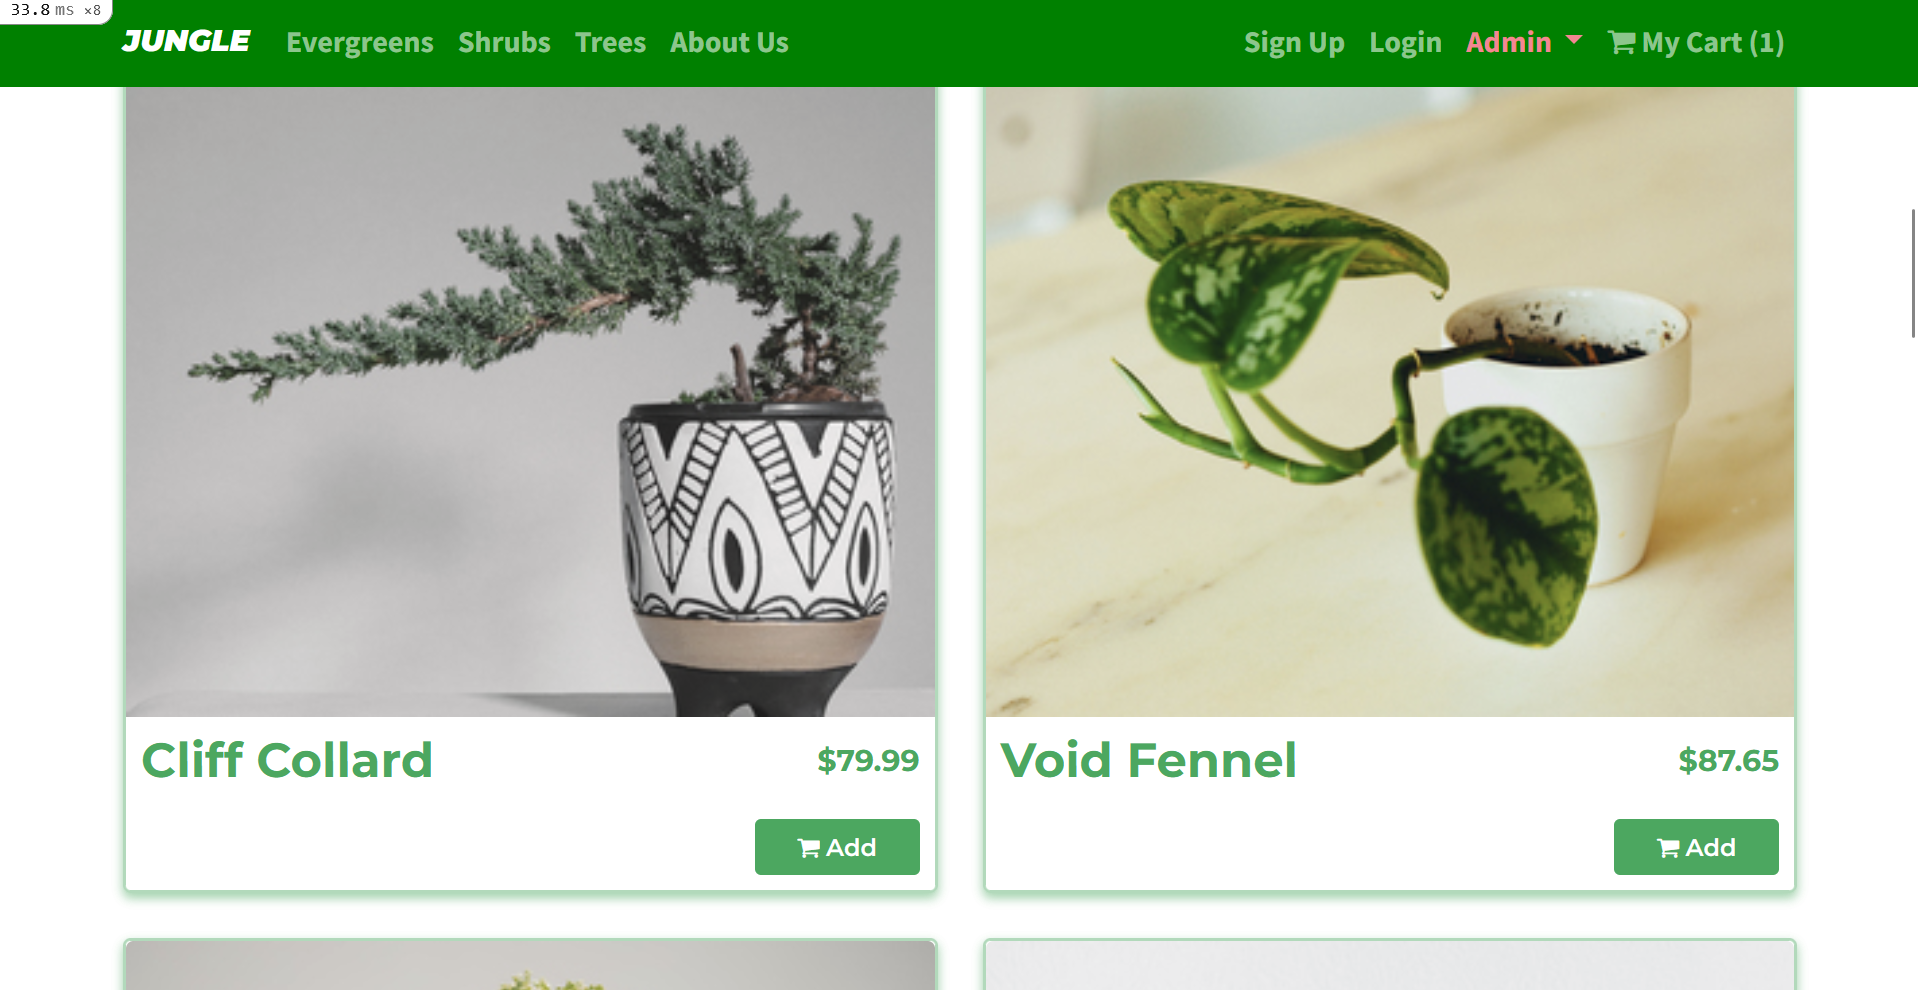 33.8 ms ×8
JUNGLE Evergreens Shrubs Trees About Us Sign Up Login Admin My Cart (1)
Cliff Collard $79.99
Add
Void Fennel $87.65
Add